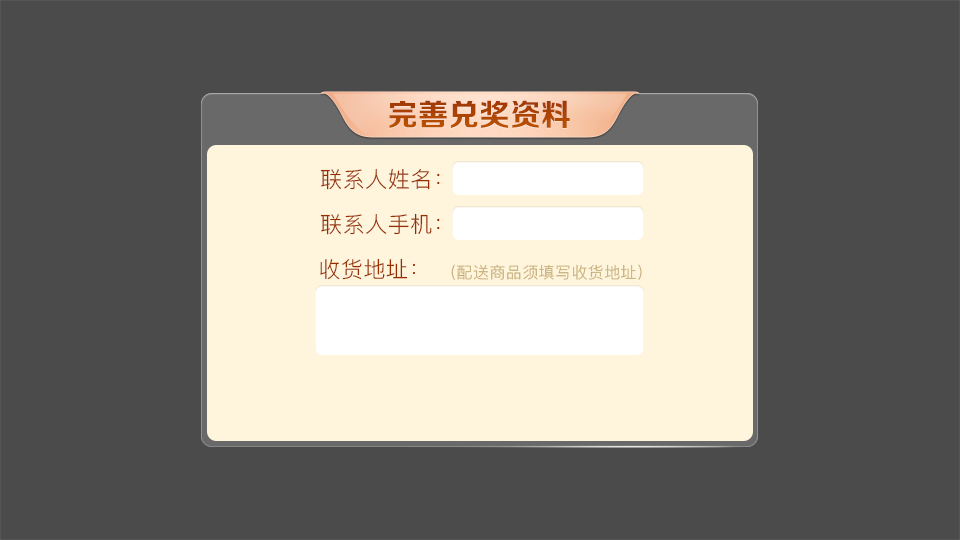 完善兑奖资料
联系人姓名：
联系人手机：
收货地址：
(配送商品须填写收货地址)